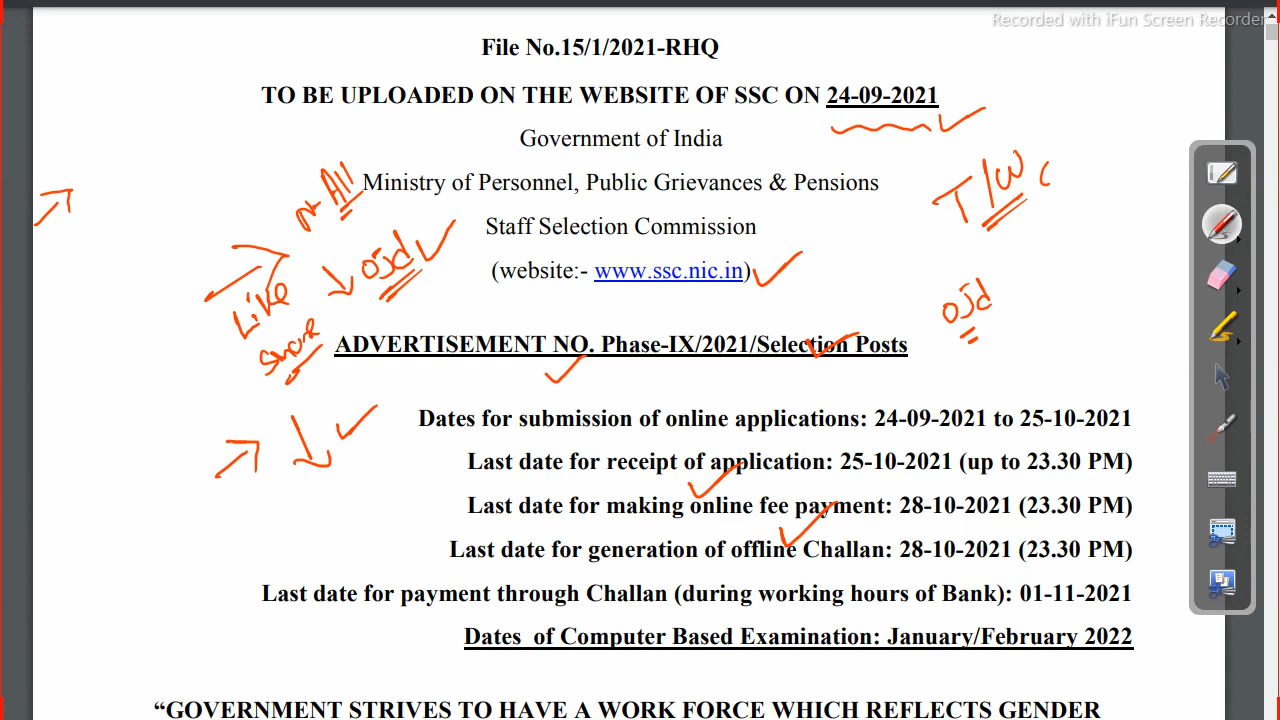 Recorded with iFun Screen Recorder
File No.15/1/2021-RHQ
TO BE UPLOADED ON THE WEBSITE OF SSC ON 24-09-2021
Government of India
Ministry of Personnel, Public Grievances & Pensions
Staff Selection Commission
(website:- www.ssc.nic.in)
All
T/W
ojd
Like
Share
ojd
ADVERTISEMENT NO. Phase-IX/2021/Selection Posts
Dates for submission of online applications: 24-09-2021 to 25-10-2021
Last date for receipt of application: 25-10-2021 (up to 23.30 PM)
Last date for making online fee payment: 28-10-2021 (23.30 PM)
Last date for generation of offline Challan: 28-10-2021 (23.30 PM)
Last date for payment through Challan (during working hours of Bank): 01-11-2021
Dates of Computer Based Examination: January/February 2022
“GOVERNMENT STRIVES TO HAVE A WORK FORCE WHICH REFLECTS GENDER